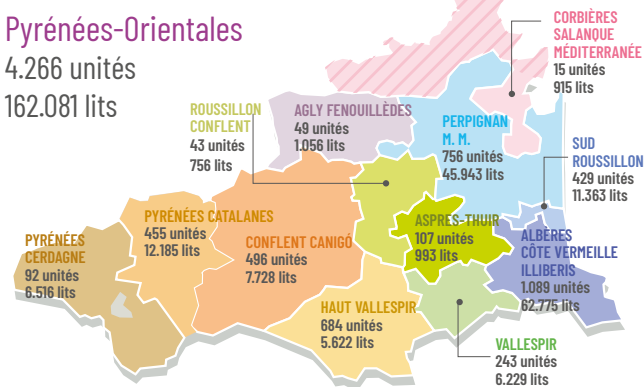 Pyrénées-Orientales
4.266 unités
162.081 lits
CORBIÈRES
SALANQUE
MÉDITERRANÉE
15 unités
915 lits
ROUSSILLON
CONFLENT
43 unités
756 lits
AGLY FENOUILLÈDES
49 unités
1.056 lits
PERPIGNAN
M. M.
756 unités
45.943 lits
SUD
ROUSSILLON
429 unités
11.363 lits
PYRÉNÉES CATALANES
455 unités
12.185 lits
ASPRES-THUIR
107 unités
993 lits
PYRÉNÉES
CERDAGNE
92 unités
6.516 lits
CONFLENT CANIGÓ
496 unités
7.728 lits
ALBÈRES
CÔTE VERMEILLE
ILLIBERIS
1.089 unités
62.775 lits
HAUT VALLESPIR
684 unités
5.622 lits
VALLESPIR
243 unités
6.229 lits